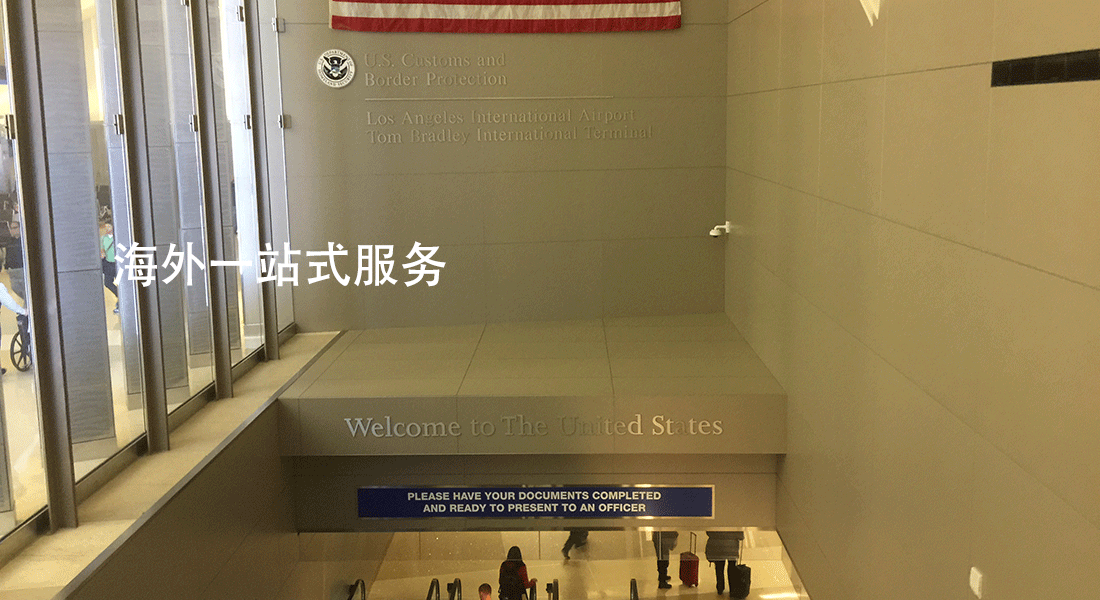 U.S. Customs and
Border Protection
Los Angeles International Airport
Tom Bradley International Terminal
海外一站式服务
Welcome to The United States
PLEASE HAVE YOUR DOCUMENTS COMPLETED
AND READY TO PRESENT TO AN OFFICER